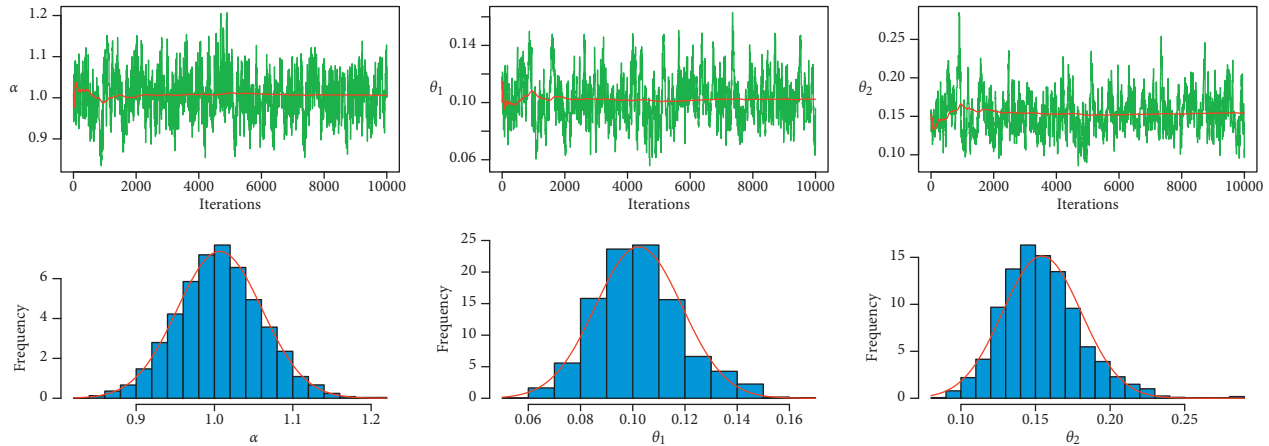 1.2
1.1
α 1.0
0.9
0 2000 4000 6000 8000 10000
Iterations
0.14
θ1 0.10
0.06
0 2000 4000 6000 8000 10000
Iterations
0.25
θ2 0.20
0.15
0.10
0 2000 4000 6000 8000 10000
Iterations
6
4
2
0
Frequency
0.9 1.0 1.1 1.2
α
25
20
15
10
5
0
Frequency
0.06 0.08 0.10 0.12 0.14 0.16
θ1
15
10
5
0
Frequency
0.10 0.15 0.20 0.25
θ2